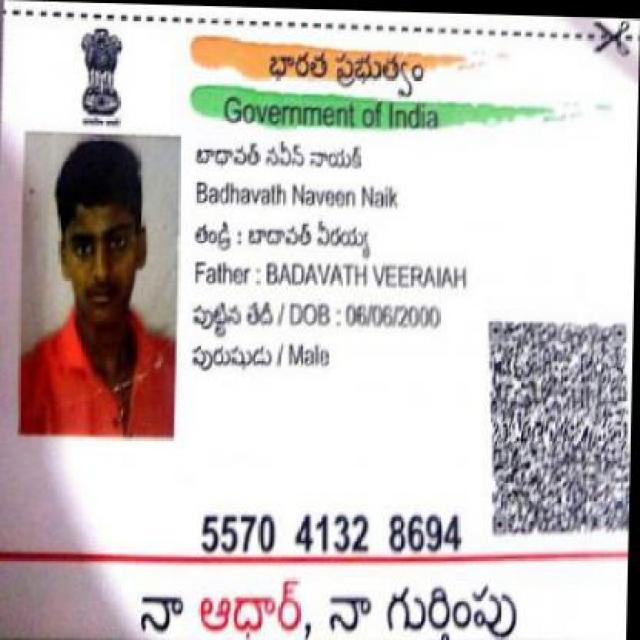 భారత ప్రభుత్వం
Government of India
బాదావత్ నవీన్ నాయక్
Badhavath Naveen Naik
తండ్రి : బాదావత్ వీరయ్య
Father : BADAVATH VEERAIAH
పుట్టిన తేదీ / DOB : 06/06/2000
పురుషుడు / Male
5570 4132 8694
నా ఆధార్, నా గుర్తింపు